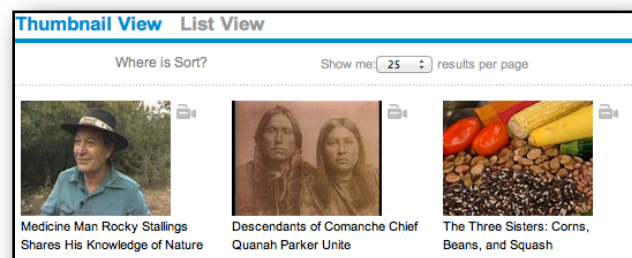 Thumbnail View List View
Where is Sort? Show me: 25 results per page
Medicine Man Rocky Stallings
Shares His Knowledge of Nature
Descendants of Comanche Chief
Quanah Parker Unite
The Three Sisters: Corns,
Beans, and Squash